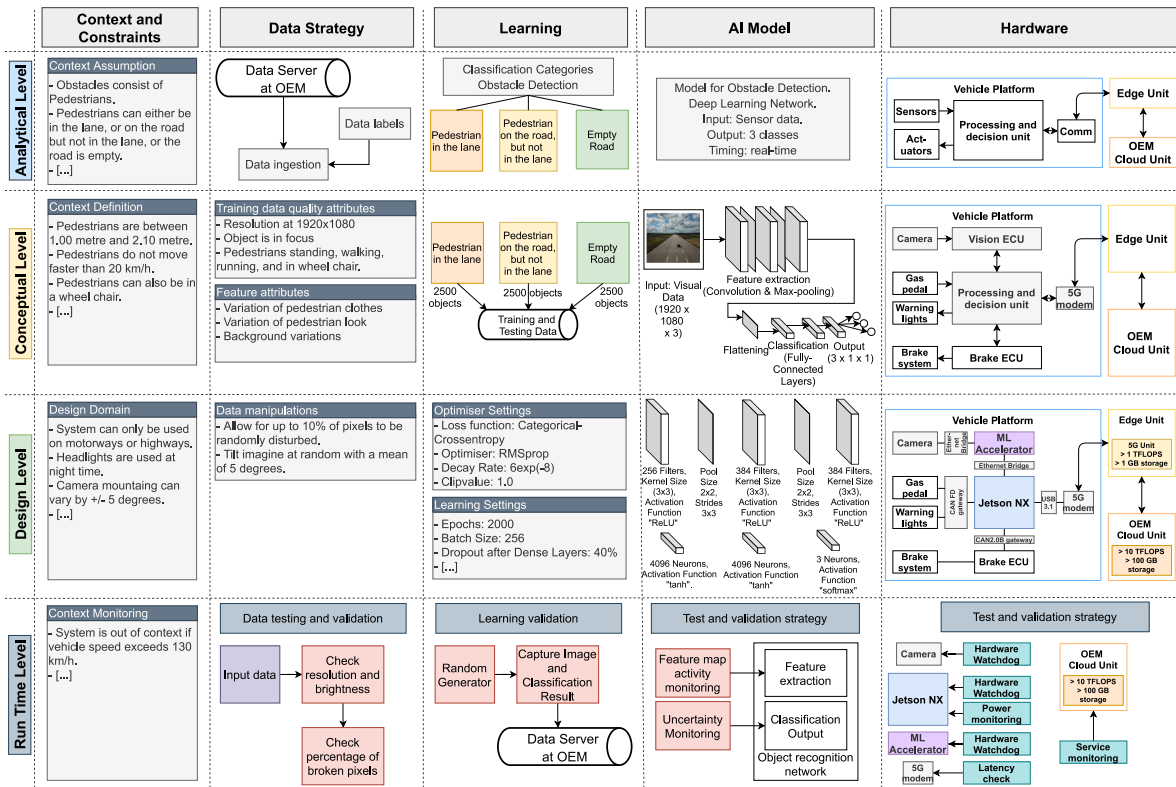 Context and
Constraints
Data Strategy
Learning
AI Model
Hardware
Analytical Level
Context Assumption
- Obstacles consist of
Pedestrians.
- Pedestrians can either be
in the lane, or on the road
but not in the lane, or the
road is empty.
- [...]
Data Server
at OEM
Data labels
Data ingestion
Classification Categories
Obstacle Detection
Pedestrian
in the lane
Pedestrian
on the road,
but not
in the lane
Empty
Road
Model for Obstacle Detection.
Deep Learning Network.
Input: Sensor data.
Output: 3 classes
Timing: real-time
Vehicle Platform
Sensors
Act-
uators
Processing and
decision unit
Comm
Edge Unit
OEM
Cloud Unit
Conceptual Level
Context Definition
- Pedestrians are between
1.00 metre and 2.10 metre.
- Pedestrians do not move
faster than 20 km/h.
- Pedestrians can also be in
a wheel chair.
[...]
Training data quality attributes
- Resolution at 1920x1080
- Object is in focus
- Pedestrians standing, walking,
running, and in wheel chair.
Feature attributes
- Variation of pedestrian clothes
- Variation of pedestrian look
- Background variations
Pedestrian
in the lane
Pedestrian
on the road,
but not
in the lane
Empty
Road
2500
objects
2500
objects
2500
objects
Training and
Testing Data
Input: Visual
Data
(1920 x
1080
x 3)
Feature extraction
(Convolution & Max-pooling)
Flattening
Classification
(Fully-
Connected
Layers)
Output
(3 x 1 x 1)
Vehicle Platform
Camera
Vision ECU
Gas
pedal
Warning
lights
Processing and
decision unit
5G
modem
Brake
system
Brake ECU
Edge Unit
OEM
Cloud Unit
Design Level
Design Domain
- System can only be used
on motorways or highways.
- Headlights are used at
night time.
- Camera mountaing can
vary by +/- 5 degrees.
- [...]
Data manipulations
- Allow for up to 10% of pixels to be
randomly disturbed.
- Tilt imagine at random with a mean
of 5 degrees.
Optimiser Settings
- Loss function: Categorical-
Crossentropy
- Optimiser: RMSprop
- Decay Rate: 6exp(-8)
- Clipvalue: 1.0
Learning Settings
- Epochs: 2000
- Batch Size: 256
- Dropout after Dense Layers: 40%
- [...]
256 Filters,
Kernel Size
(3x3),
Activation
Function
"ReLU"
Pool
Size
2x2,
Strides
3x3
384 Filters,
Kernel Size
(3x3),
Activation
Function
"ReLU"
Pool
Size
2x2,
Strides
3x3
384 Filters,
Kernel Size
(3x3),
Activation
Function
"ReLU"
4096 Neurons,
Activation Function
"tanh".
4096 Neurons,
Activation Function
"tanh"
3 Neurons,
Activation
Function
"softmax"
Vehicle Platform
Camera
Ether-
net
Bridge
ML
Accelerator
Ethernet Bridge
Gas
pedal
Warning
lights
CAN FD
gateway
Jetson NX
USB
3.1
5G
modem
CAN2.0B gateway
Brake
system
Brake ECU
Edge Unit
5G Unit
> 1 TFLOPS
> 1 GB storage
OEM
Cloud Unit
> 10 TFLOPS
> 100 GB
storage
Run Time Level
Context Monitoring
- System is out of context if
vehicle speed exceeds 130
km/h.
- [...]
Data testing and validation
Input data
Check
resolution and
brightness
Check
percentage of
broken pixels
Learning validation
Random
Generator
Capture Image
and
Classification
Result
Data Server
at OEM
Test and validation strategy
Feature map
activity
monitoring
Feature
extraction
Uncertainty
Monitoring
Classification
Output
Object recognition
network
Test and validation strategy
Camera
Hardware
Watchdog
Jetson NX
Hardware
Watchdog
Power
monitoring
ML
Accelerator
Hardware
Watchdog
5G
modem
Latency
check
OEM
Cloud Unit
> 10 TFLOPS
> 100 GB
storage
Service
monitoring